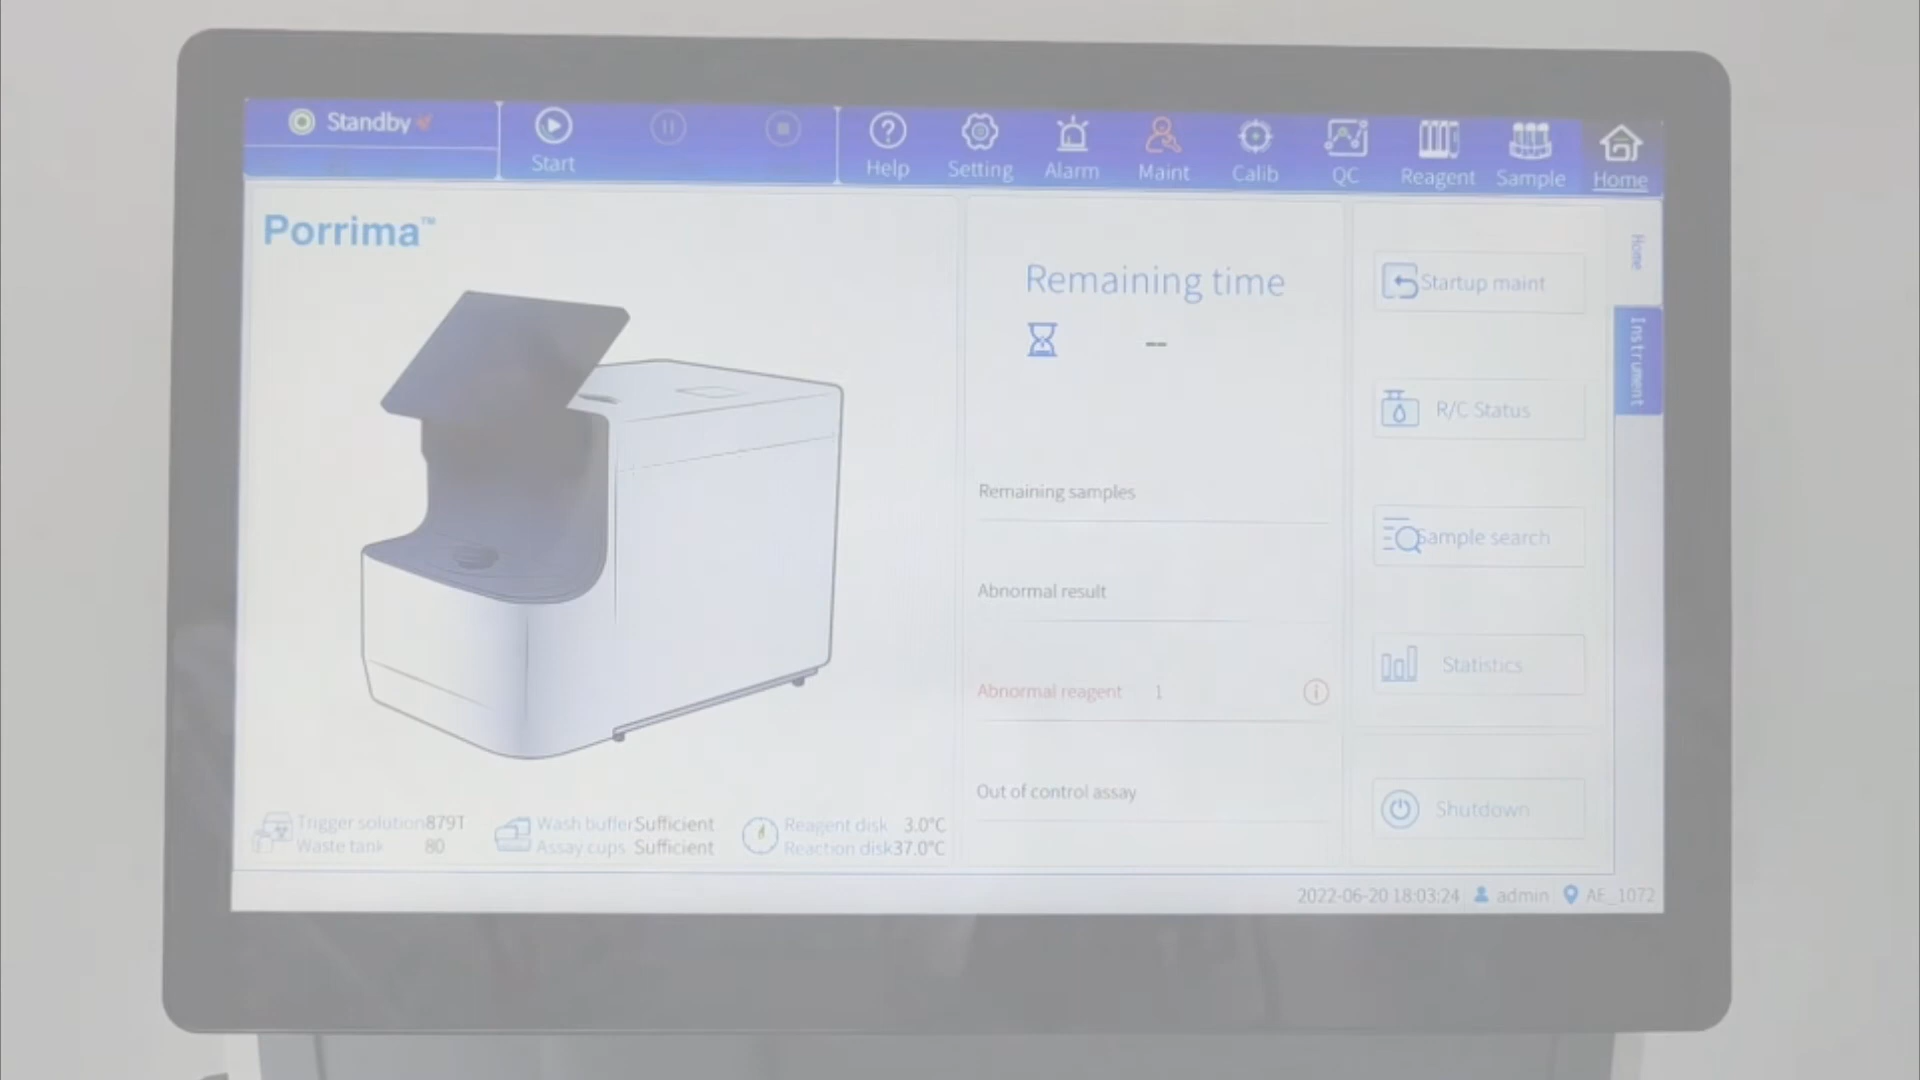 Standby
Start
Help
Setting
Alarm
Maint
Calib
QC
Reagent
Sample
Home
Porrima™
Remaining time
--
Remaining samples
Abnormal result
Abnormal reagent 1
Out of control assay
Startup maint
R/C Status
Sample search
Statistics
Shutdown
Home
Instrument
Trigger solution 879T
Waste tank 80
Wash buffer Sufficient
Assay cups Sufficient
Reagent disk 3.0°C
Reaction disk 37.0°C
2022-06-20 18:03:24 admin AE_1072